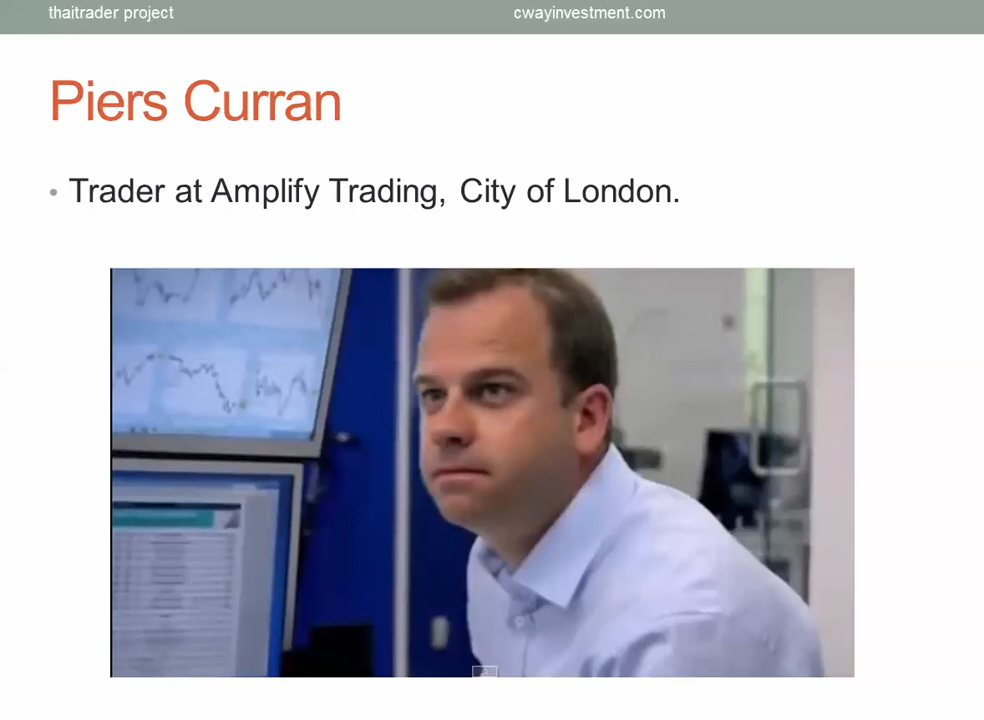 thaitrader project
cwayinvestment.com
Piers Curran
• Trader at Amplify Trading, City of London.